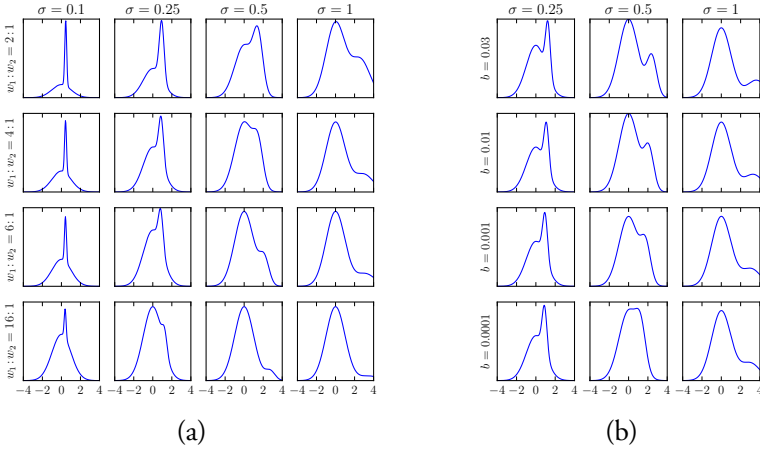 σ = 0.1 σ = 0.25 σ = 0.5 σ = 1
w₁ : w₂ = 2 : 1
w₁ : w₂ = 4 : 1
w₁ : w₂ = 6 : 1
w₁ : w₂ = 16 : 1
−4 −2 0 2 4 −4 −2 0 2 4 −4 −2 0 2 4 −4 −2 0 2 4
(a)
σ = 0.25 σ = 0.5 σ = 1
b = 0.03
b = 0.01
b = 0.001
b = 0.0001
−4 −2 0 2 4 −4 −2 0 2 4 −4 −2 0 2 4
(b)